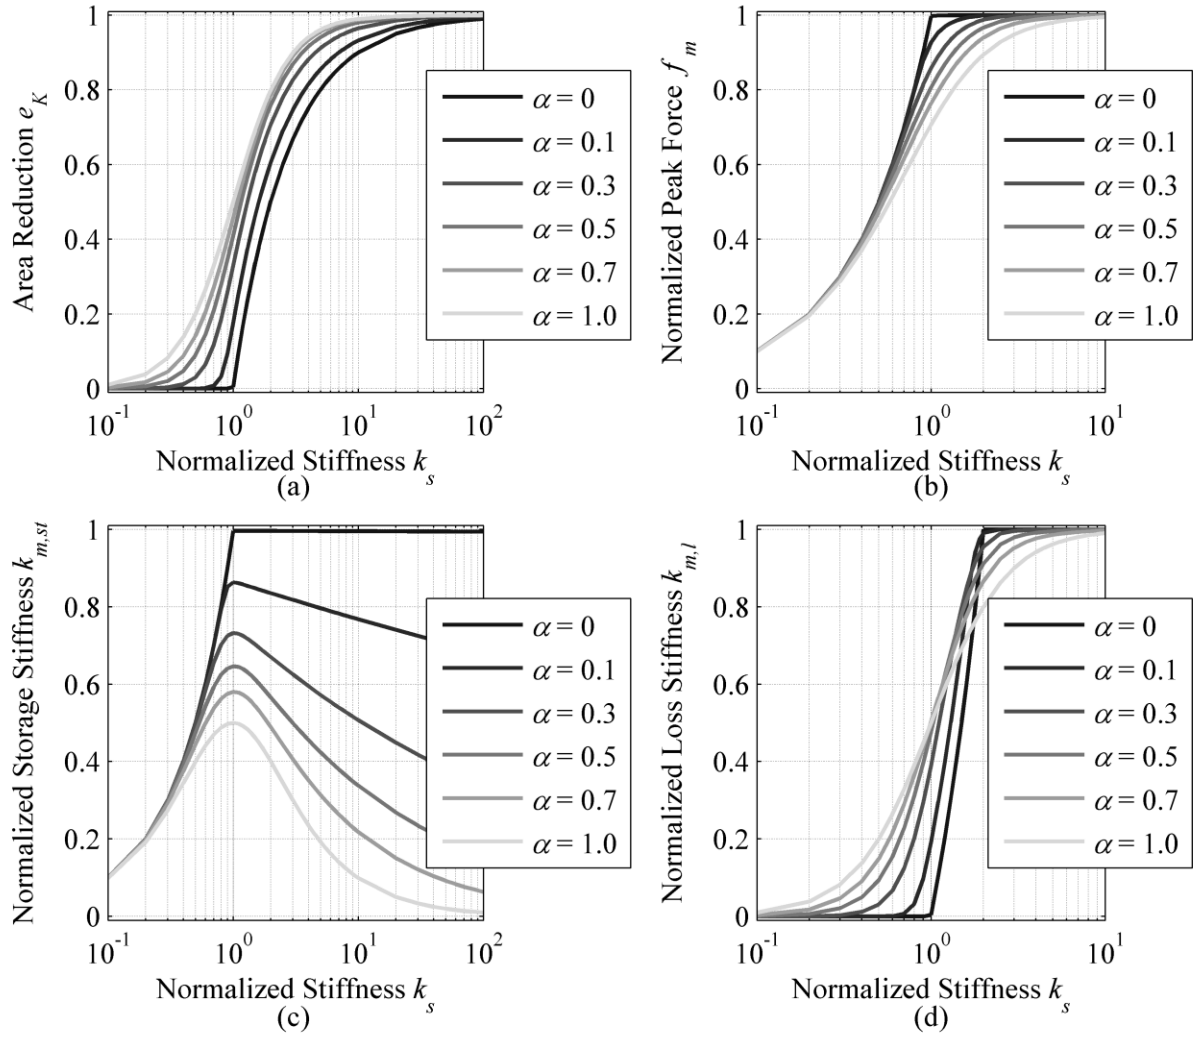 Area Reduction e_K
1
0.8
0.6
0.4
0.2
0
10^-1
10^0
10^1
10^2
Normalized Stiffness k_s
(a)
α = 0
α = 0.1
α = 0.3
α = 0.5
α = 0.7
α = 1.0
Normalized Peak Force f_m
1
0.8
0.6
0.4
0.2
0
10^-1
10^0
10^1
Normalized Stiffness k_s
(b)
α = 0
α = 0.1
α = 0.3
α = 0.5
α = 0.7
α = 1.0
Normalized Storage Stiffness k_m,st
1
0.8
0.6
0.4
0.2
0
10^-1
10^0
10^1
10^2
Normalized Stiffness k_s
(c)
α = 0
α = 0.1
α = 0.3
α = 0.5
α = 0.7
α = 1.0
Normalized Loss Stiffness k_m,l
1
0.8
0.6
0.4
0.2
0
10^-1
10^0
10^1
Normalized Stiffness k_s
(d)
α = 0
α = 0.1
α = 0.3
α = 0.5
α = 0.7
α = 1.0